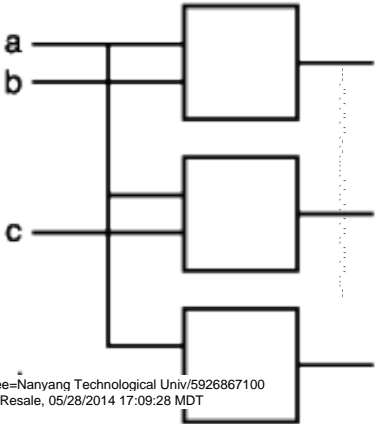 a
b
c
ee=Nanyang Technological Univ/5926867100
Resale, 05/28/2014 17:09:28 MDT